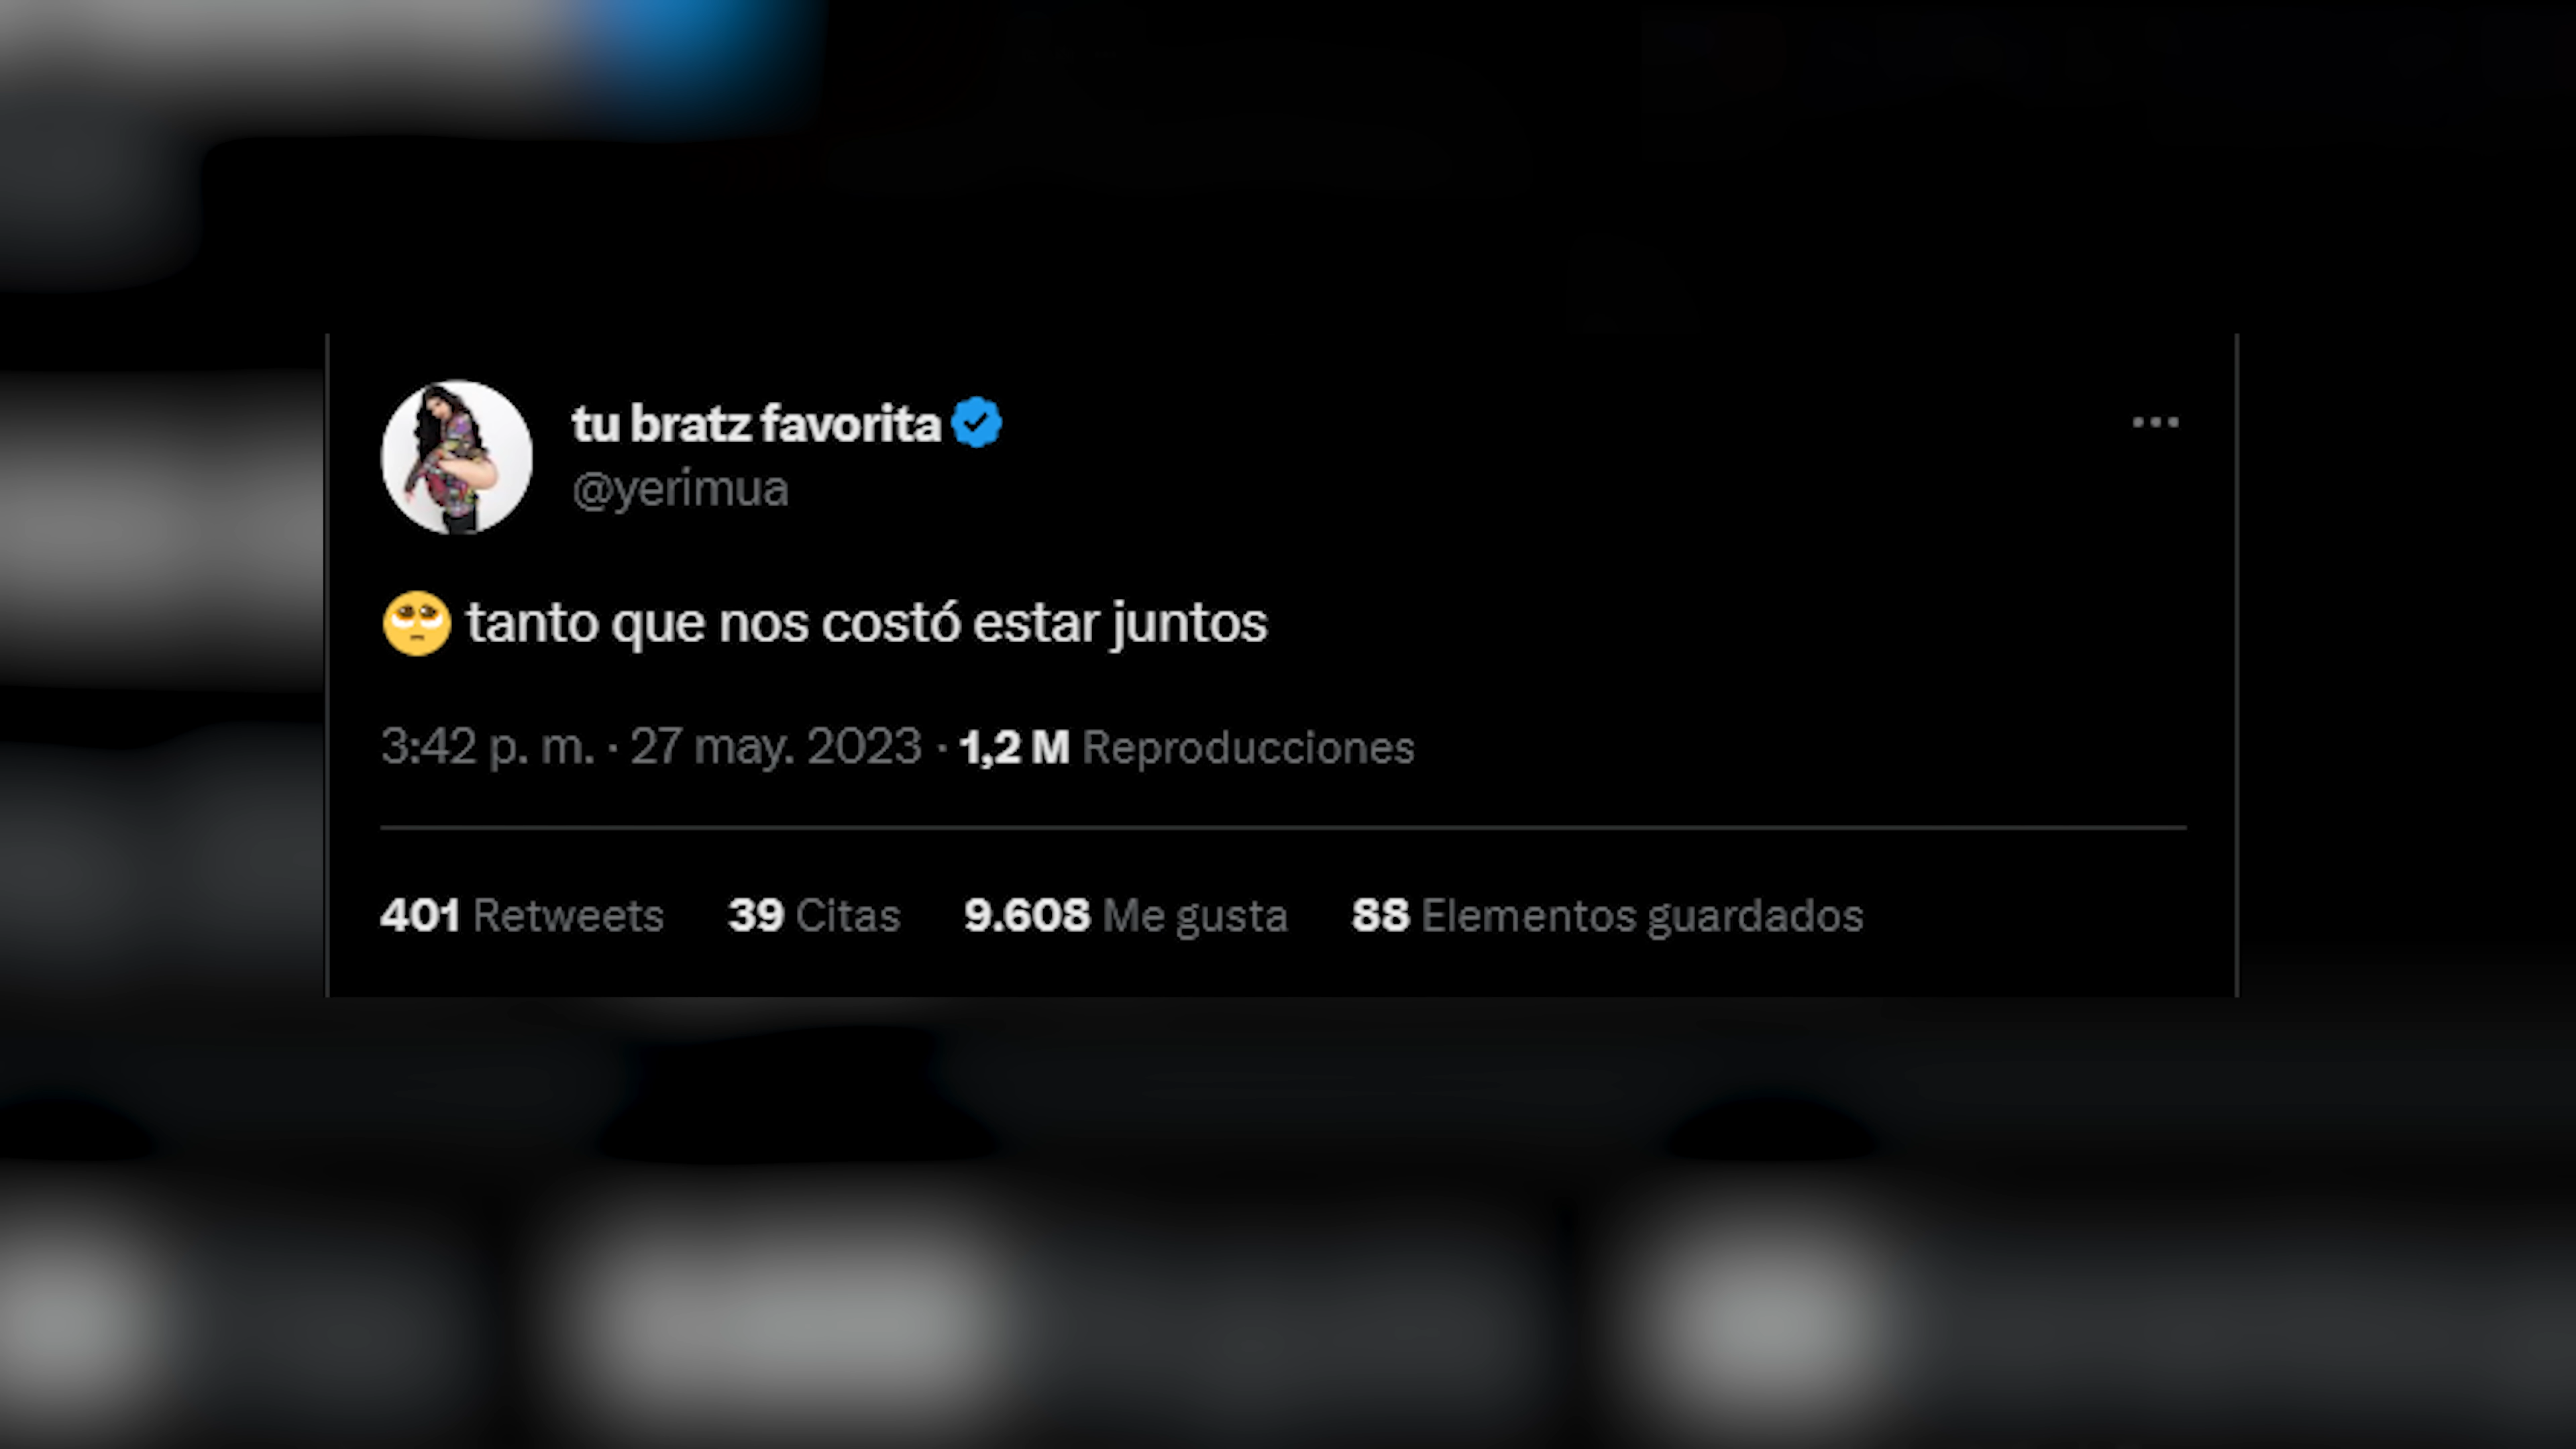 tu bratz favorita
@yerimua
🥺 tanto que nos costó estar juntos
3:42 p. m. · 27 may. 2023 · 1,2 M Reproducciones
401 Retweets 39 Citas 9.608 Me gusta 88 Elementos guardados